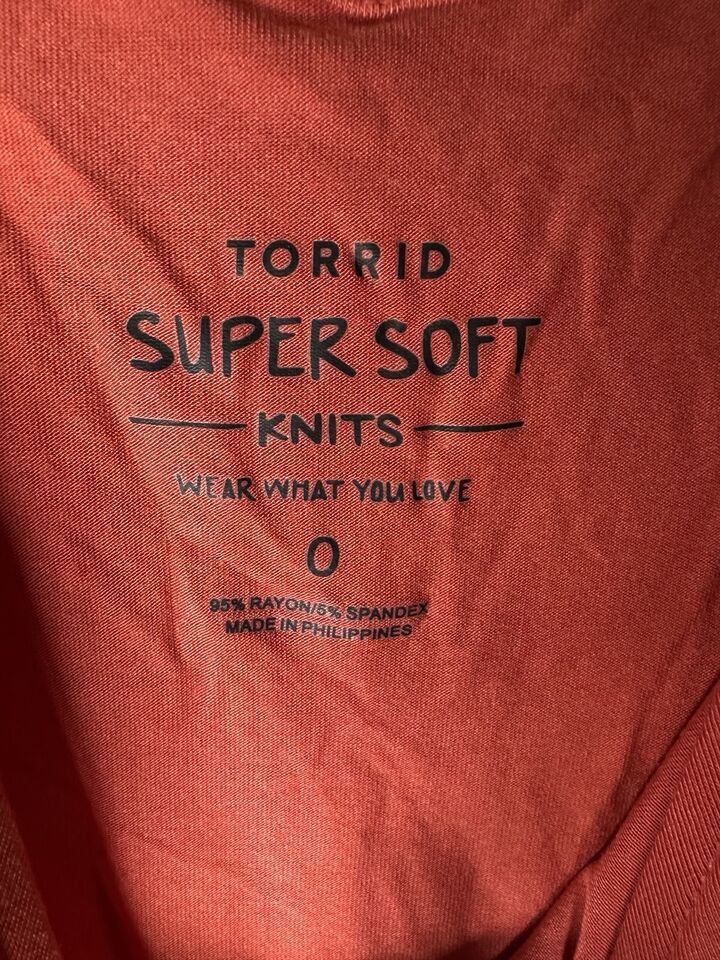 TORRID
SUPER SOFT
KNITS
WEAR WHAT YOU LOVE
0
95% RAYON/5% SPANDEX
MADE IN PHILIPPINES